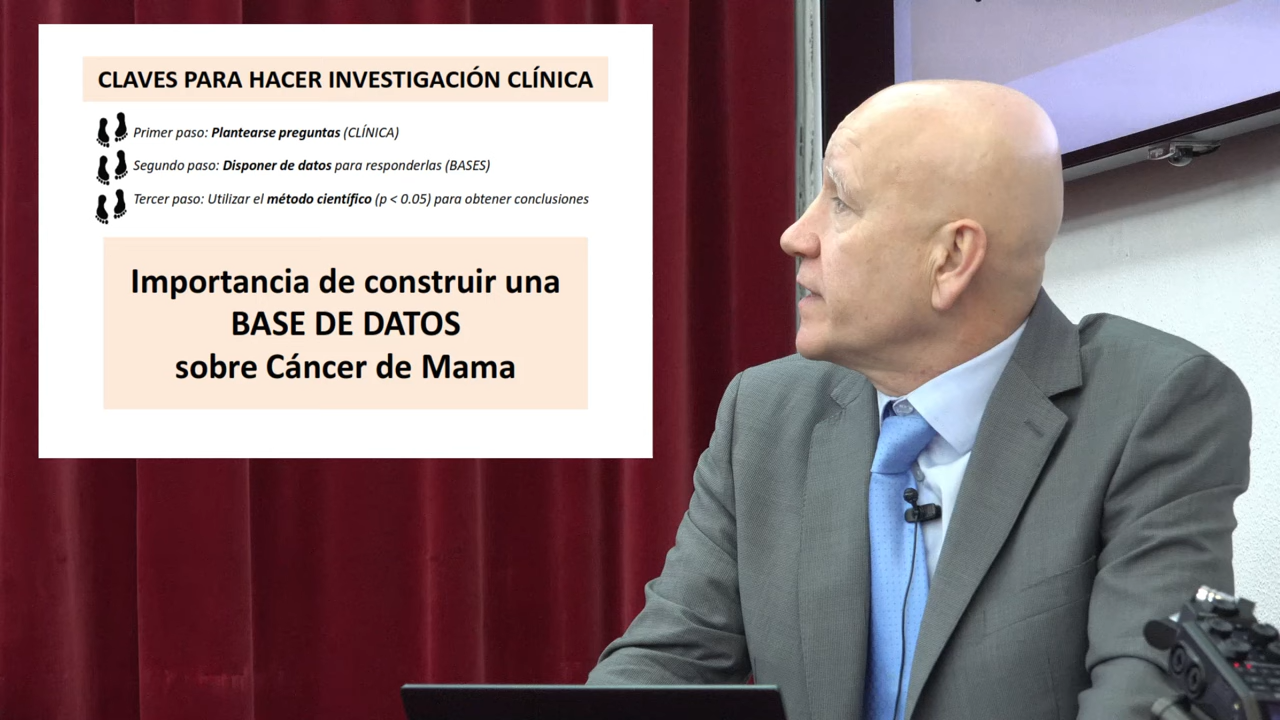 CLAVES PARA HACER INVESTIGACIÓN CLÍNICA
Primer paso: Plantearse preguntas (CLÍNICA)
Segundo paso: Disponer de datos para responderlas (BASES)
Tercer paso: Utilizar el método científico (p < 0.05) para obtener conclusiones
Importancia de construir una
BASE DE DATOS
sobre Cáncer de Mama